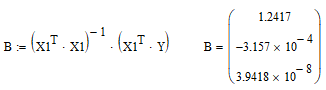 B := (X1ᵀ · X1)⁻¹ · (X1ᵀ · Y) B = ( 1.2417
−3.157 × 10⁻⁴
3.9418 × 10⁻⁸ )